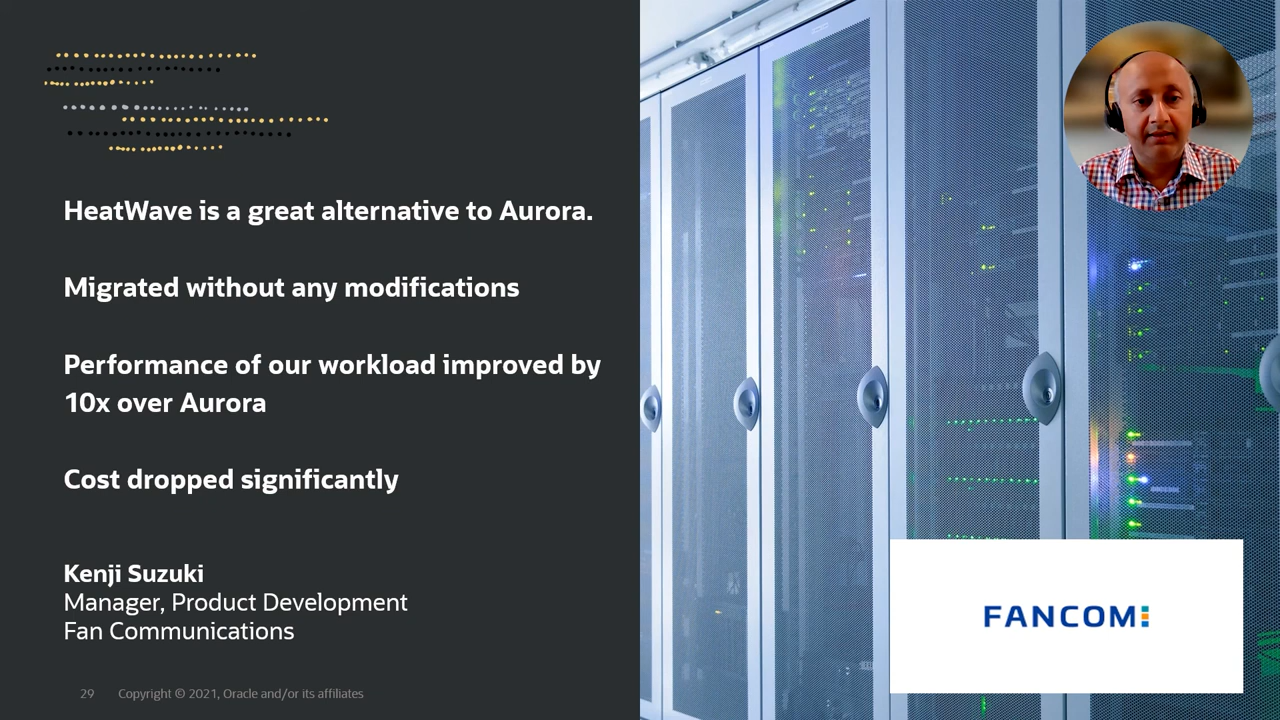 HeatWave is a great alternative to Aurora.
Migrated without any modifications
Performance of our workload improved by
10x over Aurora
Cost dropped significantly
Kenji Suzuki
Manager, Product Development
Fan Communications
29 Copyright © 2021, Oracle and/or its affiliates
FANCOM